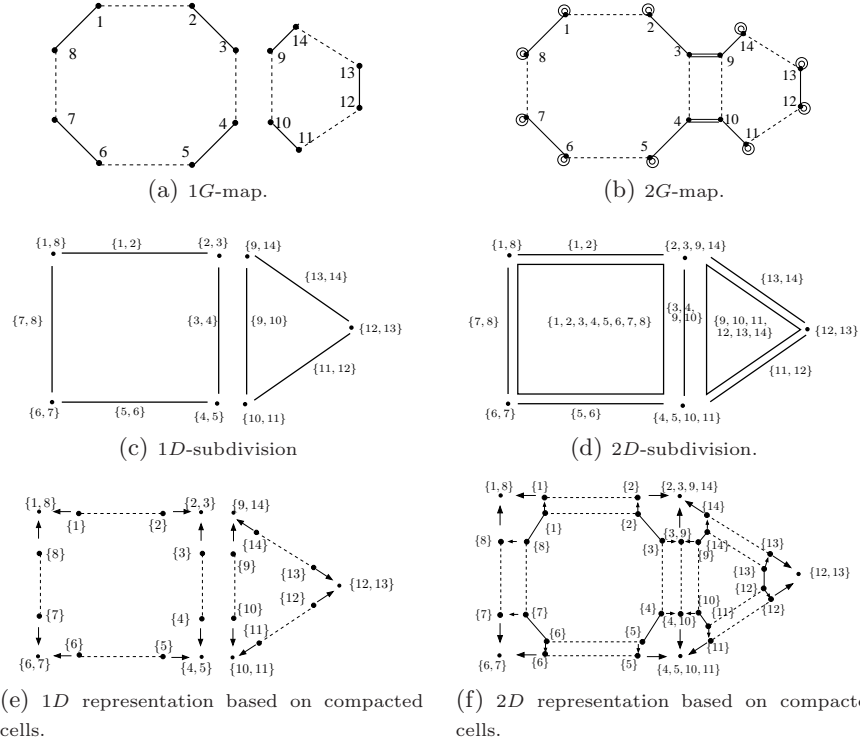 1 2 14
3 9
8 13
7 12
4 10
11
6 5
(a) 1G-map.
1 2 14
3 9
8 13
7 12
4 10
11
6 5
(b) 2G-map.
{1, 8} {1, 2} {2, 3} {9, 14}
{13, 14}
{7, 8} {3, 4} {9, 10} {12, 13}
{11, 12}
{6, 7} {5, 6} {4, 5} {10, 11}
(c) 1D-subdivision
{1, 8} {1, 2} {2, 3, 9, 14}
{13, 14}
{7, 8} {1, 2, 3, 4, 5, 6, 7, 8} {3, 4, 9, 10} {9, 10, 11, 12, 13, 14} {12, 13}
{11, 12}
{6, 7} {5, 6} {4, 5, 10, 11}
(d) 2D-subdivision.
{1, 8} {1} {2} {2, 3} {9, 14}
{8} {3} {9} {14}
{13} {12, 13}
{12}
{7} {4} {10}
{6} {5} {11}
{6, 7} {4, 5} {10, 11}
(e) 1D representation based on compacted
cells.
{1, 8} {1} {2} {2, 3, 9, 14}
{1} {2} {14}
{8} {8} {3} {3, 9} {9} {14} {13}
{13} {12, 13}
{12}
{7} {7} {4} {4, 10} {10} {11} {12}
{6} {5} {11}
{6, 7} {6} {5} {4, 5, 10, 11}
(f) 2D representation based on compacte
cells.